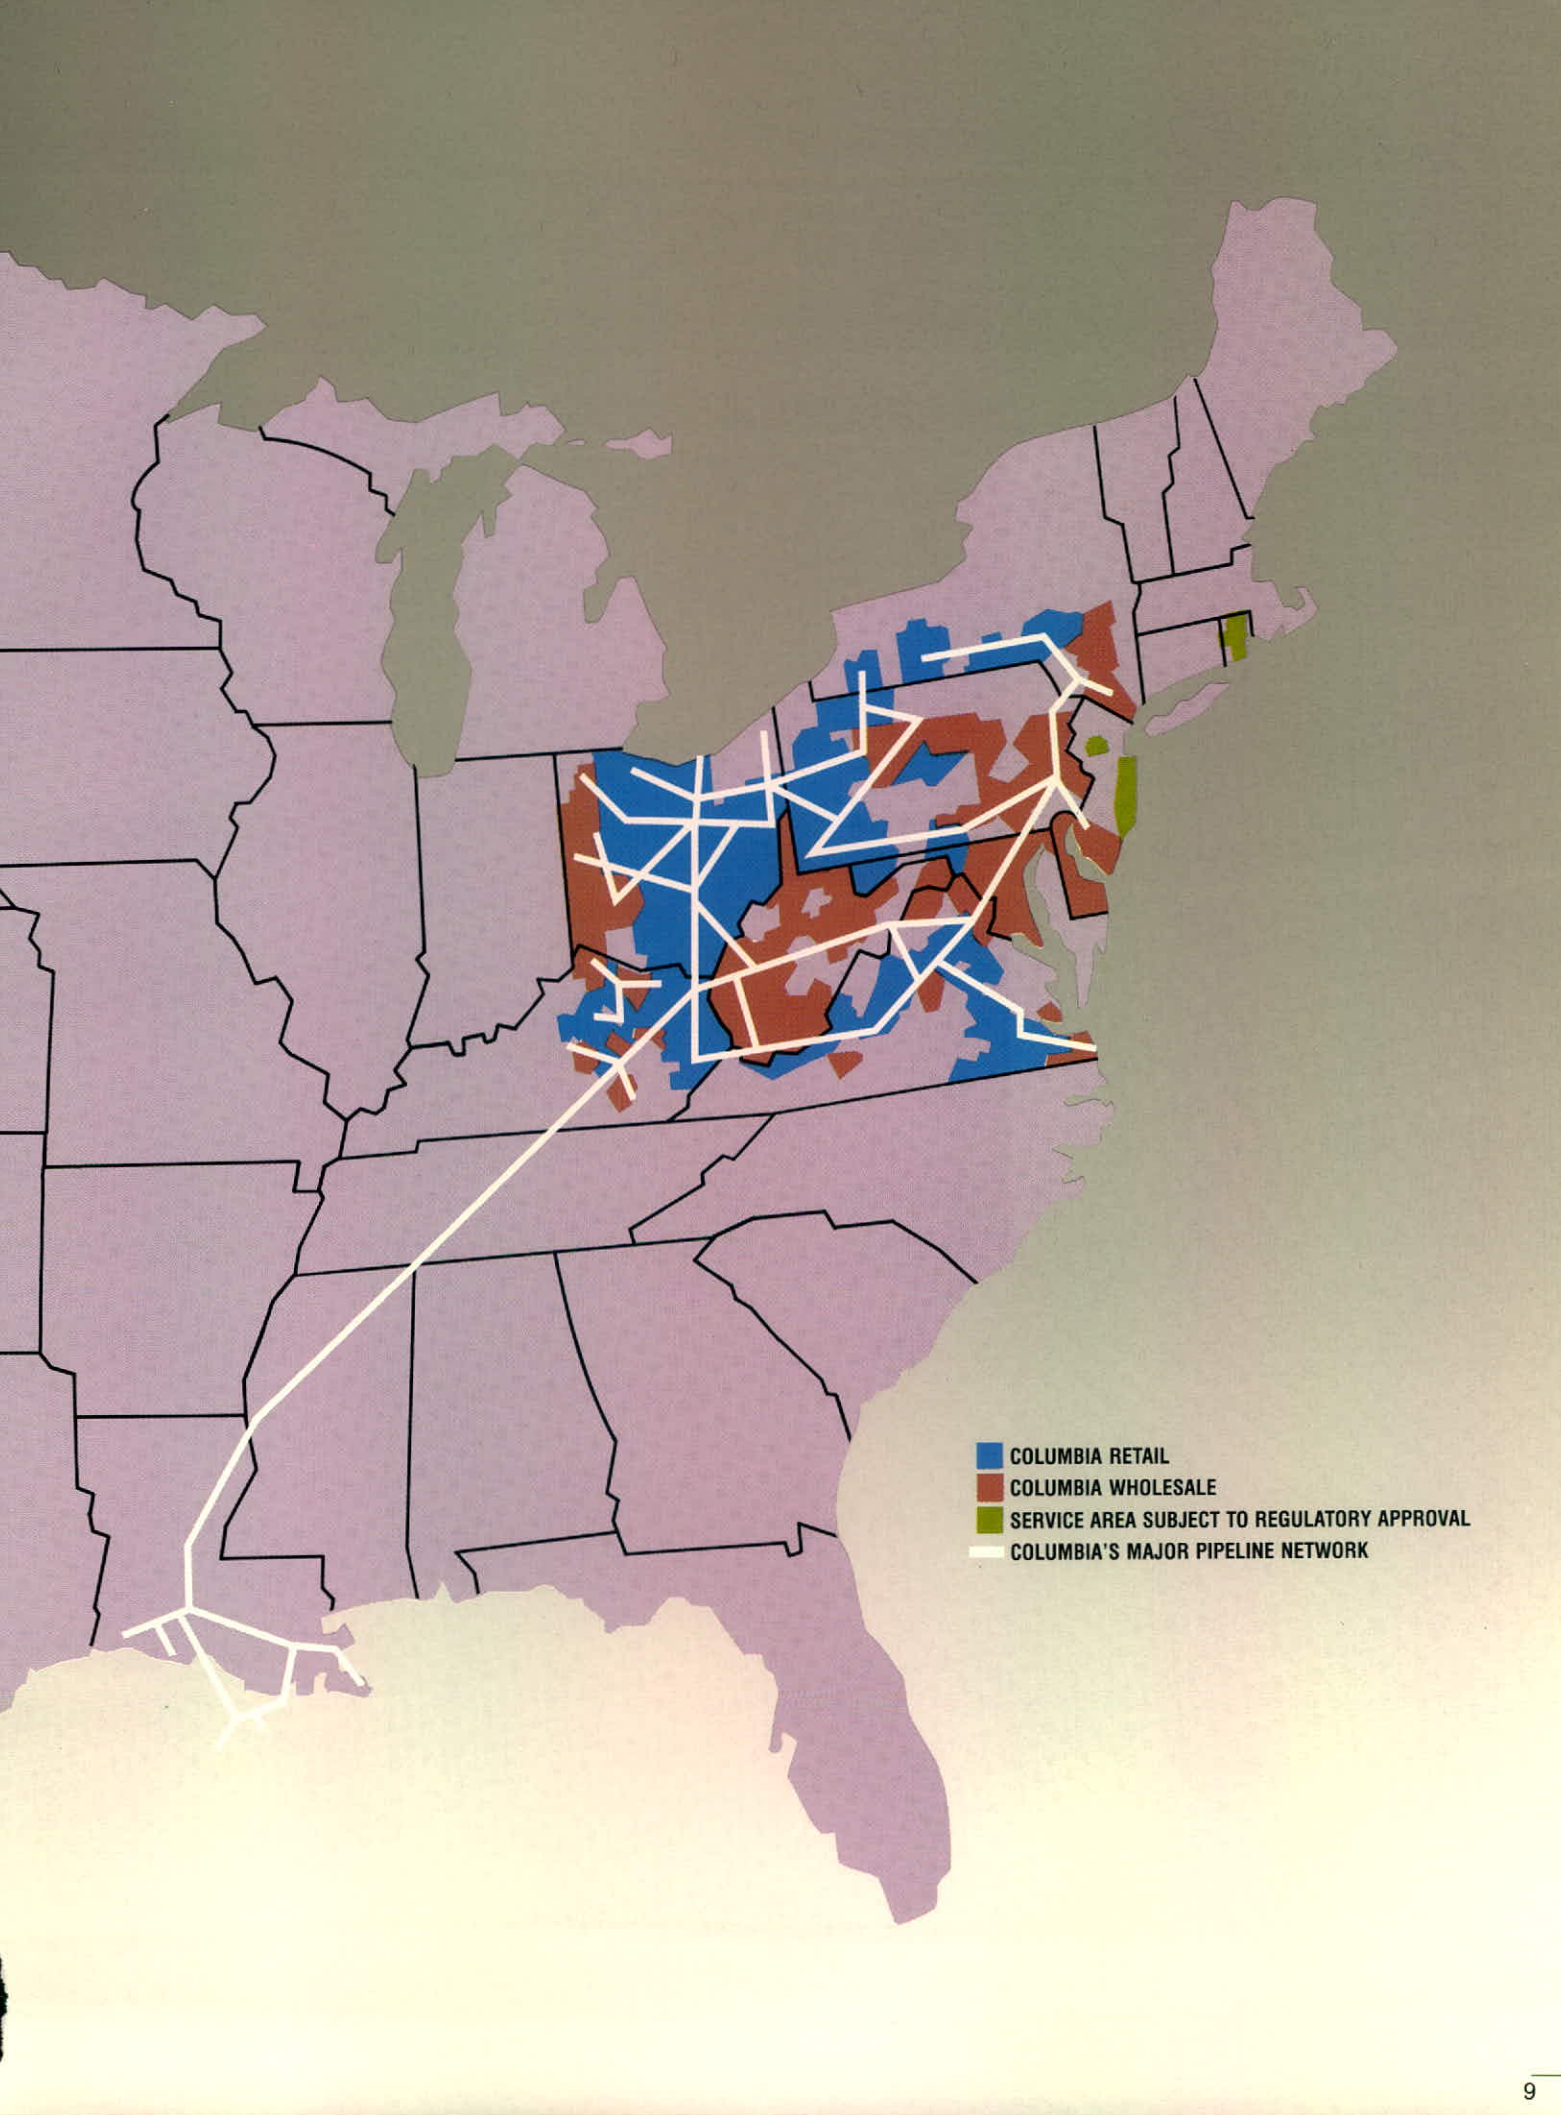 COLUMBIA RETAIL
COLUMBIA WHOLESALE
SERVICE AREA SUBJECT TO REGULATORY APPROVAL
COLUMBIA'S MAJOR PIPELINE NETWORK
9